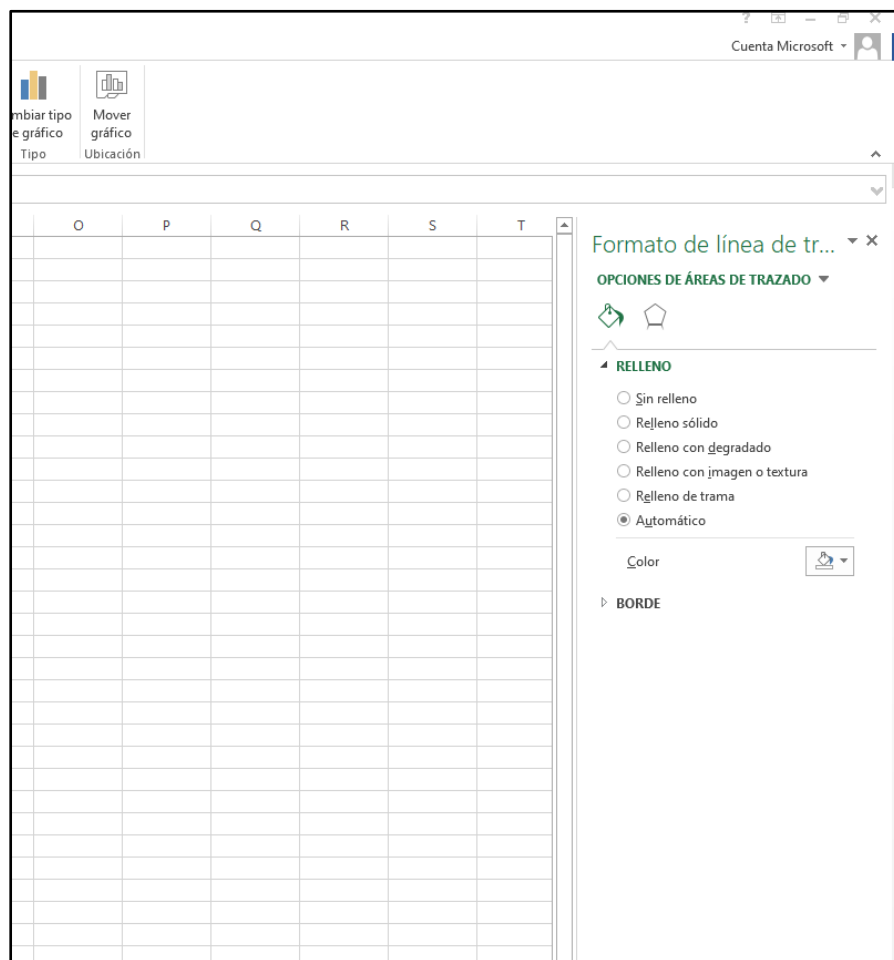 ?
Cuenta Microsoft
mbiar tipo
e gráfico
Mover
gráfico
Tipo
Ubicación
O P Q R S T
Formato de línea de tr...
OPCIONES DE ÁREAS DE TRAZADO
RELLENO
Sin relleno
Relleno sólido
Relleno con degradado
Relleno con imagen o textura
Relleno de trama
Automático
Color
BORDE